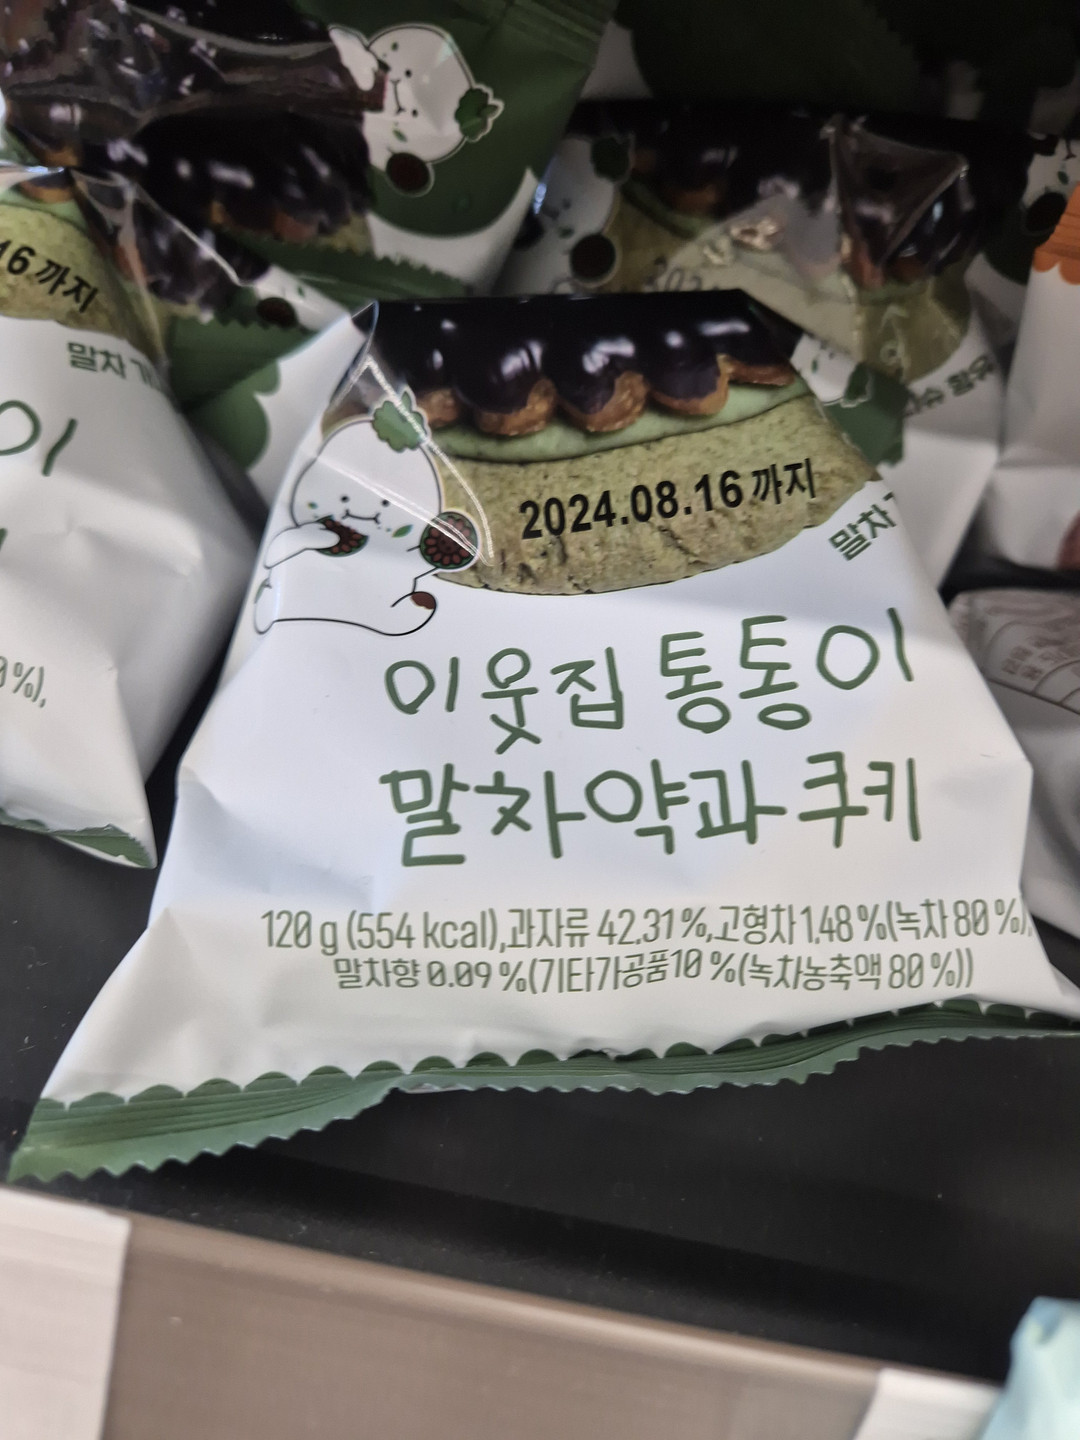 16 까지
말차
이
0%),
2024.08.16 까지
말차
이웃집 통통이
말차약과 쿠키
120 g (554 kcal), 과자류 42.31 %, 고형차 1.48 %(녹차 80 %),
말차향 0.09 %(기타가공품 10 %(녹차농축액 80 %))